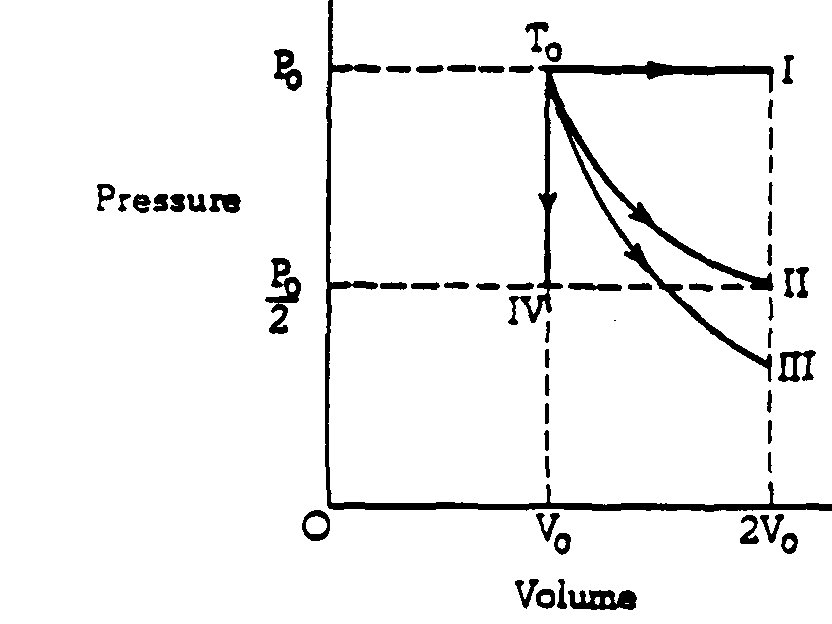 T₀
P₀
I
Pressure
P₀/2
II
IV
III
O
V₀
2V₀
Volume